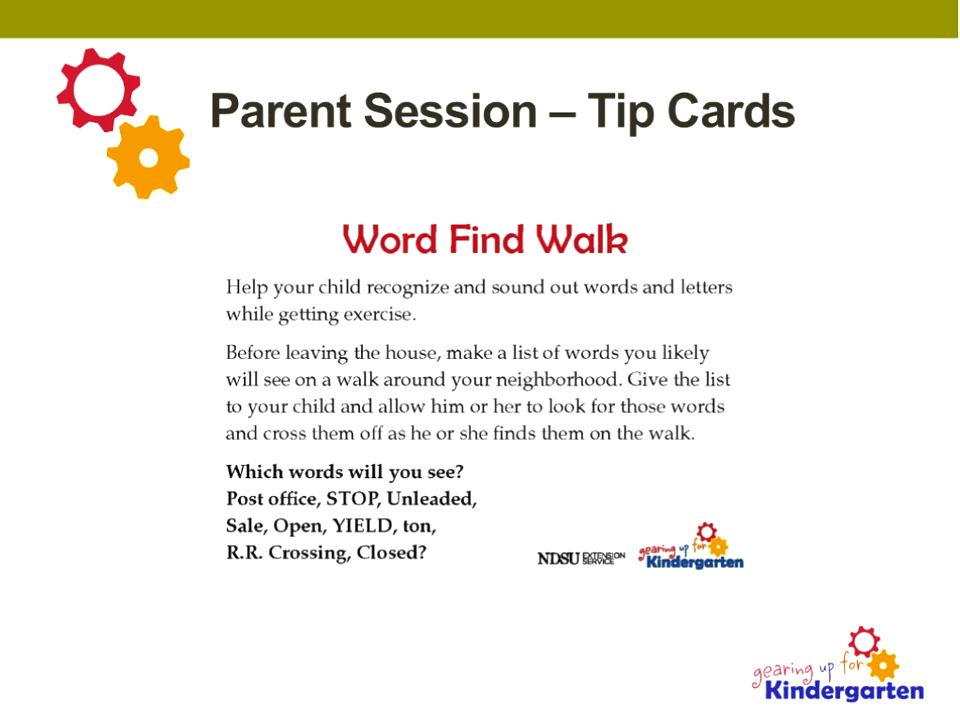 Parent Session – Tip Cards
Word Find Walk
Help your child recognize and sound out words and letters
while getting exercise.
Before leaving the house, make a list of words you likely
will see on a walk around your neighborhood. Give the list
to your child and allow him or her to look for those words
and cross them off as he or she finds them on the walk.
Which words will you see?
Post office, STOP, Unleaded,
Sale, Open, YIELD, ton,
R.R. Crossing, Closed?
NDSU EXTENSION
SERVICE
gearing up for
Kindergarten
gearing up for
Kindergarten